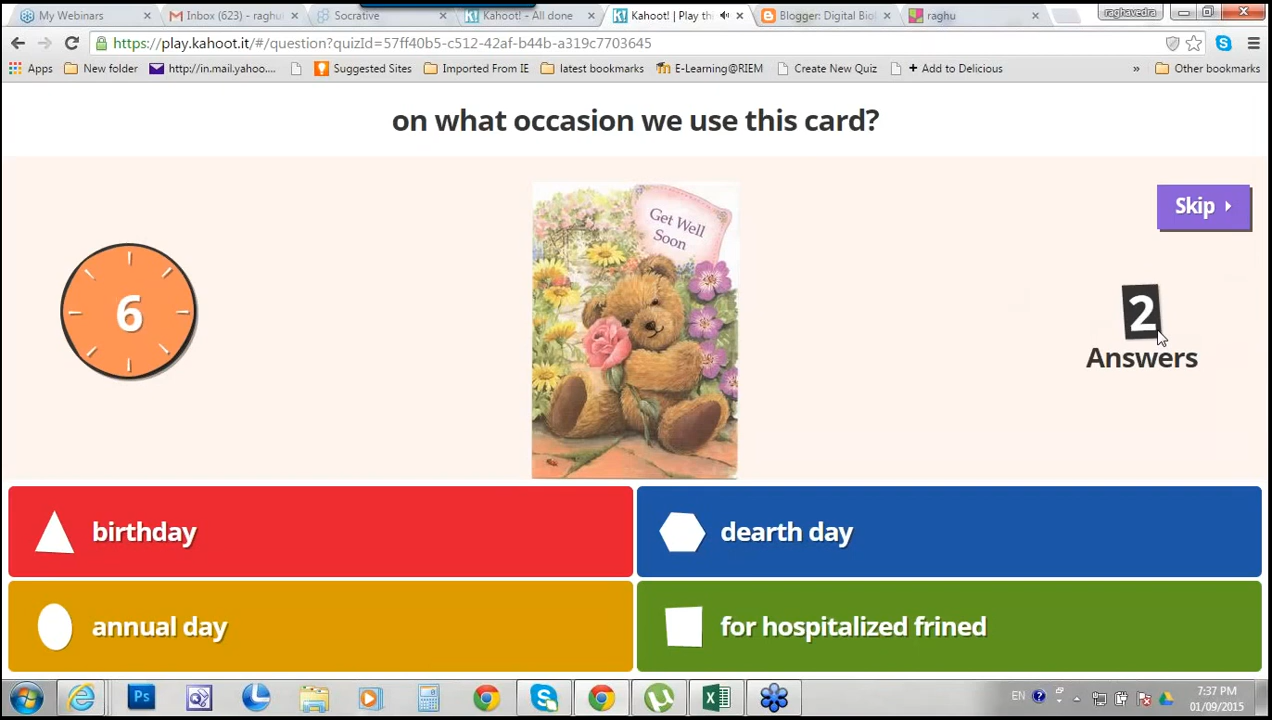 My Webinars
Inbox (623) - raghu
Socrative
Kahoot! - All done
Kahoot! | Play th
Blogger: Digital Bio
raghu
raghavedra
https://play.kahoot.it/#/question?quizId=57ff40b5-c512-42af-b44b-a319c7703645
Apps
New folder
http://in.mail.yahoo....
Suggested Sites
Imported From IE
latest bookmarks
E-Learning@RIEM
Create New Quiz
+ Add to Delicious
»
Other bookmarks
on what occasion we use this card?
Skip
Get Well
Soon
6
2
Answers
birthday
dearth day
annual day
for hospitalized frined
Ps
EN
7:37 PM
01/09/2015